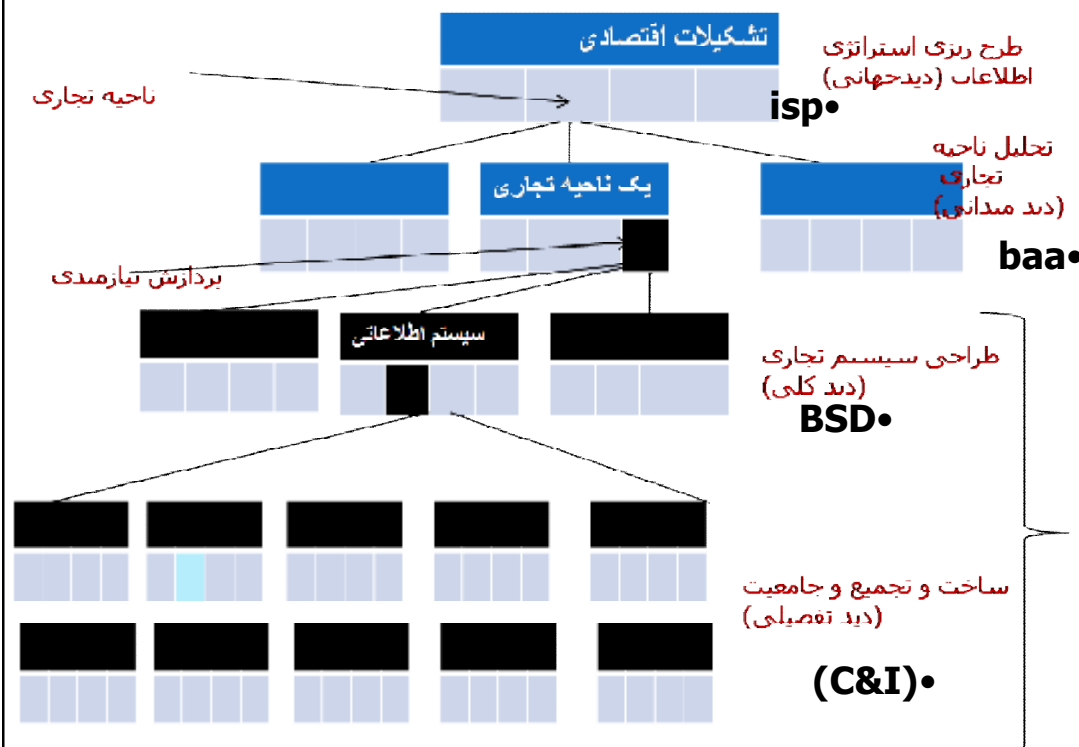 تشکیلات اقتصادی
طرح ریزی استراتژی
اطلاعات (دیدجهانی)
isp•
ناحیه تجاری
تحلیل ناحیه
تجاری
(دید میدانی)
baa•
یک ناحیه تجاری
پردازش نیازمندی
سیستم اطلاعاتی
طراحی سیستم تجاری
(دید کلی)
BSD•
ساخت و تجمیع و جامعیت
(دید تفصیلی)
(C&I)•